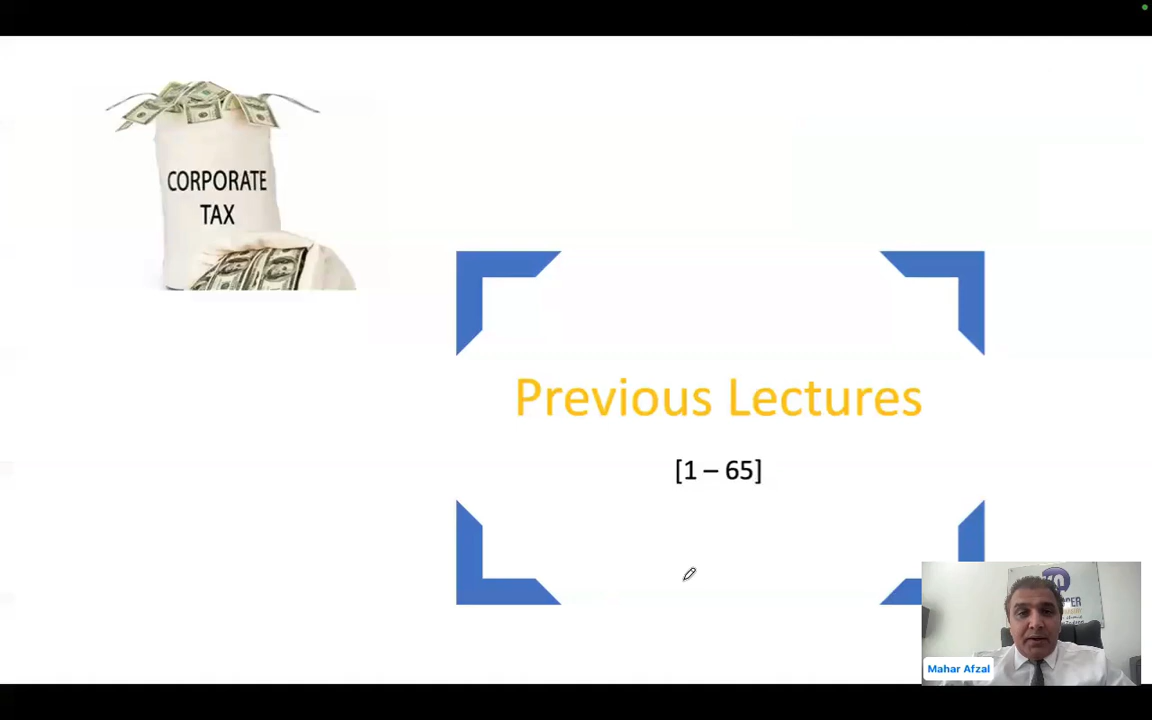 CORPORATE
TAX
Previous Lectures
[1 – 65]
Mahar Afzal